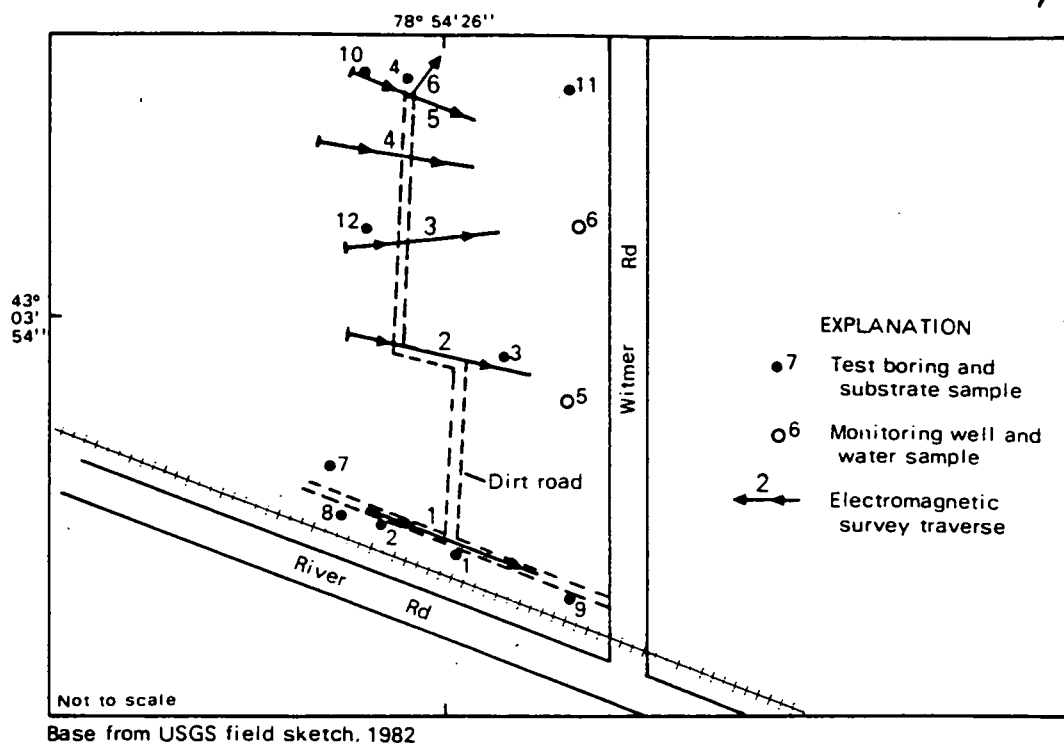 78° 54'26''
10
4
6
5
11
4
12
3
6
43°
03'
54''
2
3
5
Witmer Rd
EXPLANATION
7 Test boring and
substrate sample
6 Monitoring well and
water sample
2
Electromagnetic
survey traverse
7
Dirt road
8
2
1
1
9
River
Rd
Not to scale
Base from USGS field sketch, 1982